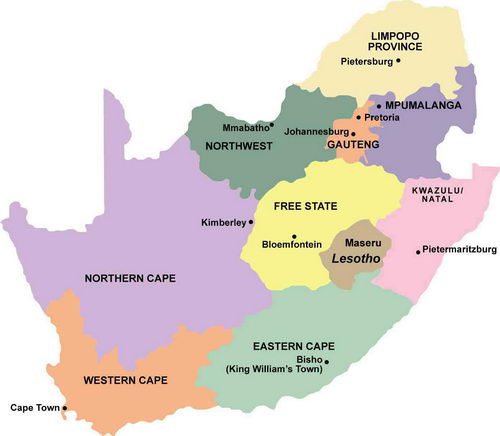 LIMPOPO
PROVINCE
Pietersburg
MPUMALANGA
Pretoria
Mmabatho
Johannesburg
NORTHWEST
GAUTENG
KWAZULU/
NATAL
FREE STATE
Kimberley
Bloemfontein
Maseru
Lesotho
Pietermaritzburg
NORTHERN CAPE
EASTERN CAPE
Bisho
(King William's Town)
WESTERN CAPE
Cape Town